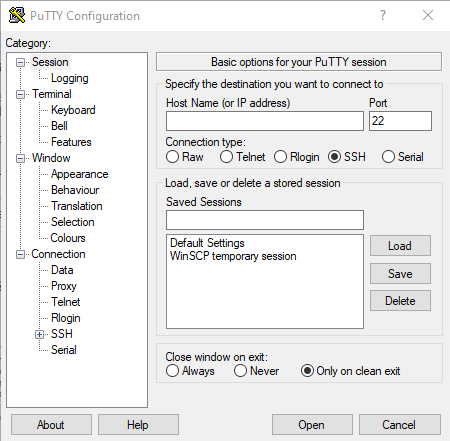 PuTTY Configuration
?
Category:
Session
Logging
Terminal
Keyboard
Bell
Features
Window
Appearance
Behaviour
Translation
Selection
Colours
Connection
Data
Proxy
Telnet
Rlogin
SSH
Serial
Basic options for your PuTTY session
Specify the destination you want to connect to
Host Name (or IP address) Port
22
Connection type:
Raw Telnet Rlogin SSH Serial
Load, save or delete a stored session
Saved Sessions
Default Settings
WinSCP temporary session
Load
Save
Delete
Close window on exit:
Always Never Only on clean exit
About Help Open Cancel